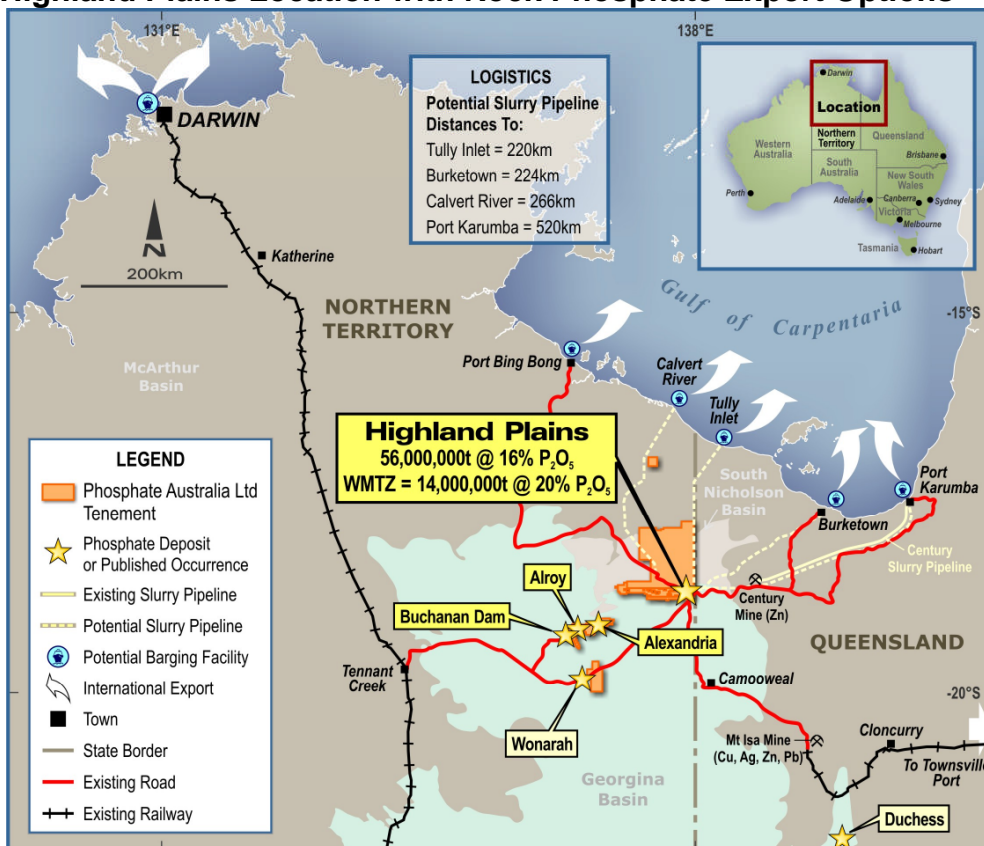 Highland Plains Location with Rock Phosphate Export Options
131°E
138°E
DARWIN
LOGISTICS
Potential Slurry Pipeline
Distances To:
Tully Inlet = 220km
Burketown = 224km
Calvert River = 266km
Port Karumba = 520km
Darwin
Location
Western
Australia
Northern
Territory
Queensland
South
Australia
Brisbane
New South
Wales
Perth
Adelaide
Canberra
Sydney
Victoria
Melbourne
Tasmania
Hobart
N
200km
Katherine
NORTHERN
TERRITORY
Gulf of Carpentaria
-15°S
McArthur
Basin
Port Bing Bong
Calvert
River
Tully
Inlet
Highland Plains
56,000,000t @ 16% P₂O₅
WMTZ = 14,000,000t @ 20% P₂O₅
South
Nicholson
Basin
Port
Karumba
Burketown
Century
Slurry Pipeline
Century
Mine (Zn)
Alroy
Buchanan Dam
Alexandria
QUEENSLAND
Tennant
Creek
Camooweal
-20°S
Wonarah
Mt Isa Mine
(Cu, Ag, Zn, Pb)
Cloncurry
To Townsville
Port
Georgina
Basin
Duchess
LEGEND
Phosphate Australia Ltd
Tenement
Phosphate Deposit
or Published Occurrence
Existing Slurry Pipeline
Potential Slurry Pipeline
Potential Barging Facility
International Export
Town
State Border
Existing Road
Existing Railway